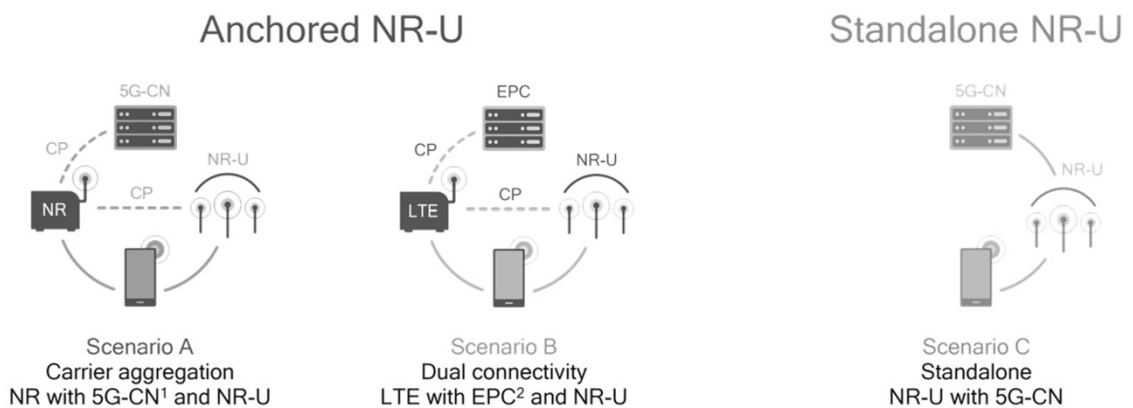 Anchored NR-U
Standalone NR-U
5G-CN
CP
NR-U
CP
NR
EPC
CP
NR-U
CP
LTE
5G-CN
NR-U
Scenario A
Carrier aggregation
NR with 5G-CN¹ and NR-U
Scenario B
Dual connectivity
LTE with EPC² and NR-U
Scenario C
Standalone
NR-U with 5G-CN